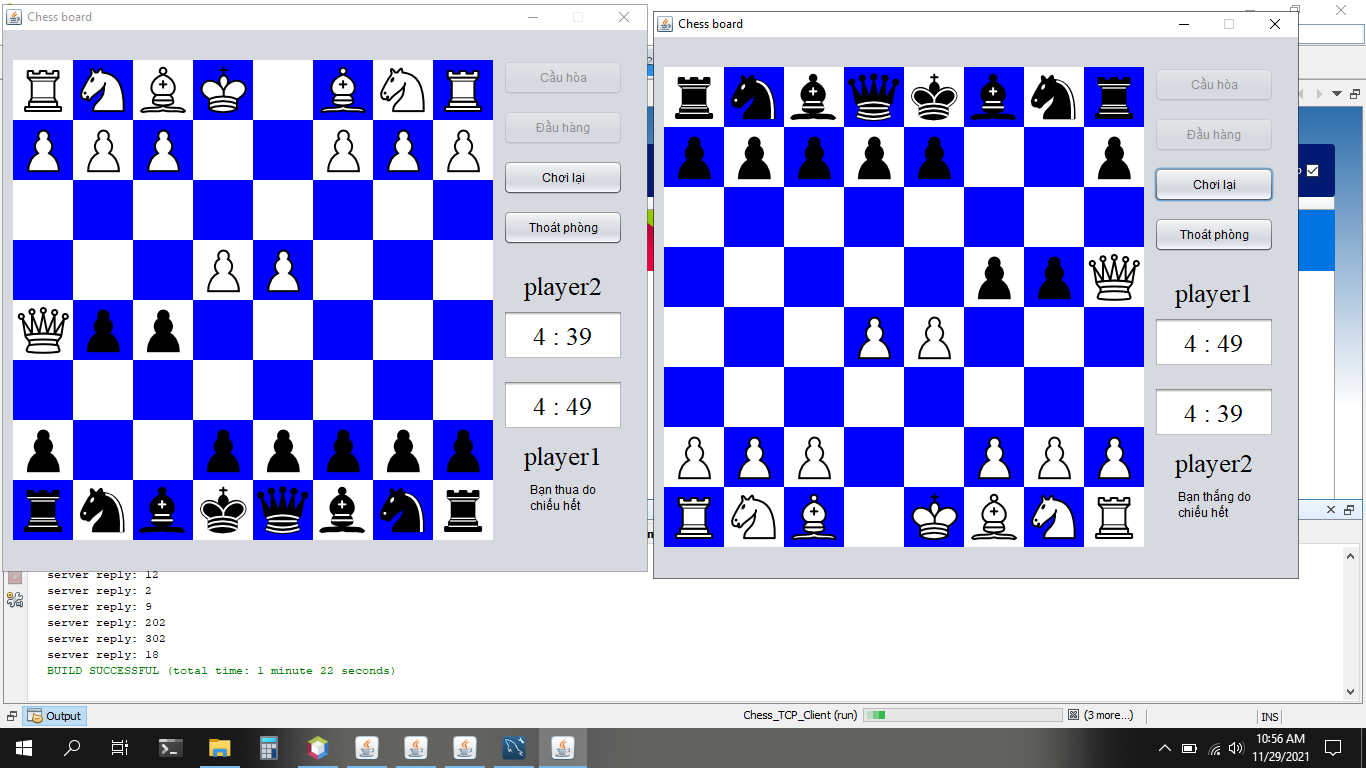 Chess board
Cầu hòa
Đầu hàng
Chơi lại
Thoát phòng
player2
4 : 39
4 : 49
player1
Bạn thua do
chiếu hết
Chess board
Cầu hòa
Đầu hàng
Chơi lại
Thoát phòng
player1
4 : 49
4 : 39
player2
Bạn thắng do
chiếu hết
server reply: 12
server reply: 2
server reply: 9
server reply: 202
server reply: 302
server reply: 18
BUILD SUCCESSFUL (total time: 1 minute 22 seconds)
Output
Chess_TCP_Client (run)
(3 more...)
INS
10:56 AM
11/29/2021